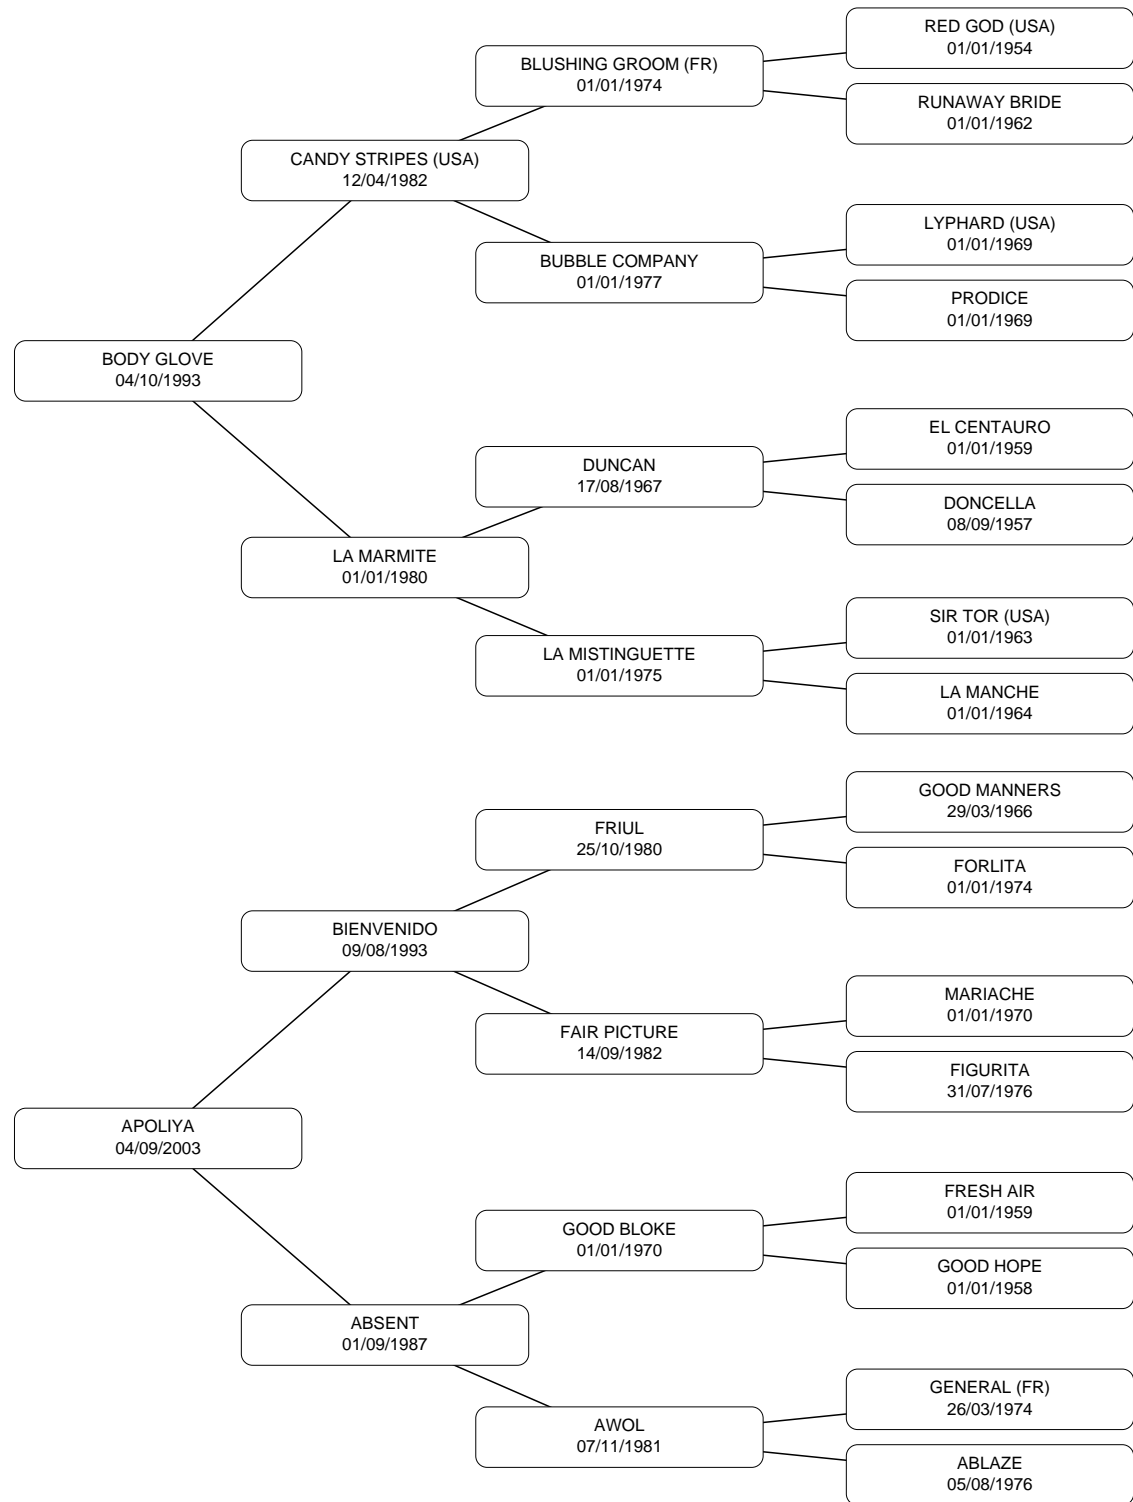 RED GOD (USA)
01/01/1954
BLUSHING GROOM (FR)
01/01/1974
RUNAWAY BRIDE
01/01/1962
CANDY STRIPES (USA)
12/04/1982
LYPHARD (USA)
01/01/1969
BUBBLE COMPANY
01/01/1977
PRODICE
01/01/1969
BODY GLOVE
04/10/1993
EL CENTAURO
01/01/1959
DUNCAN
17/08/1967
DONCELLA
08/09/1957
LA MARMITE
01/01/1980
SIR TOR (USA)
01/01/1963
LA MISTINGUETTE
01/01/1975
LA MANCHE
01/01/1964
GOOD MANNERS
29/03/1966
FRIUL
25/10/1980
FORLITA
01/01/1974
BIENVENIDO
09/08/1993
MARIACHE
01/01/1970
FAIR PICTURE
14/09/1982
FIGURITA
31/07/1976
APOLIYA
04/09/2003
FRESH AIR
01/01/1959
GOOD BLOKE
01/01/1970
GOOD HOPE
01/01/1958
ABSENT
01/09/1987
GENERAL (FR)
26/03/1974
AWOL
07/11/1981
ABLAZE
05/08/1976